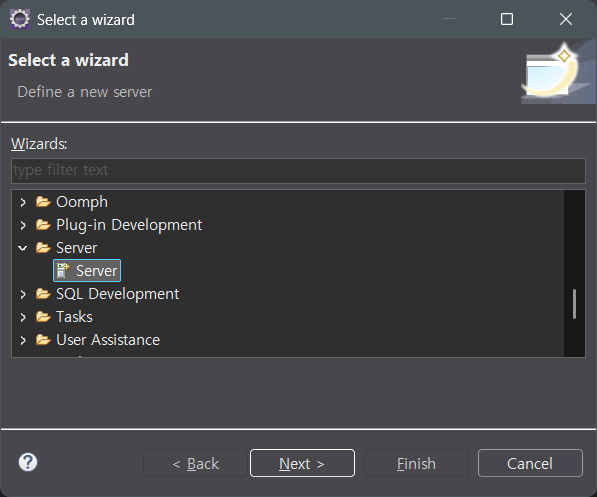 Select a wizard
Select a wizard
Define a new server
Wizards:
type filter text
Oomph
Plug-in Development
Server
Server
SQL Development
Tasks
User Assistance
?
< Back
Next >
Finish
Cancel